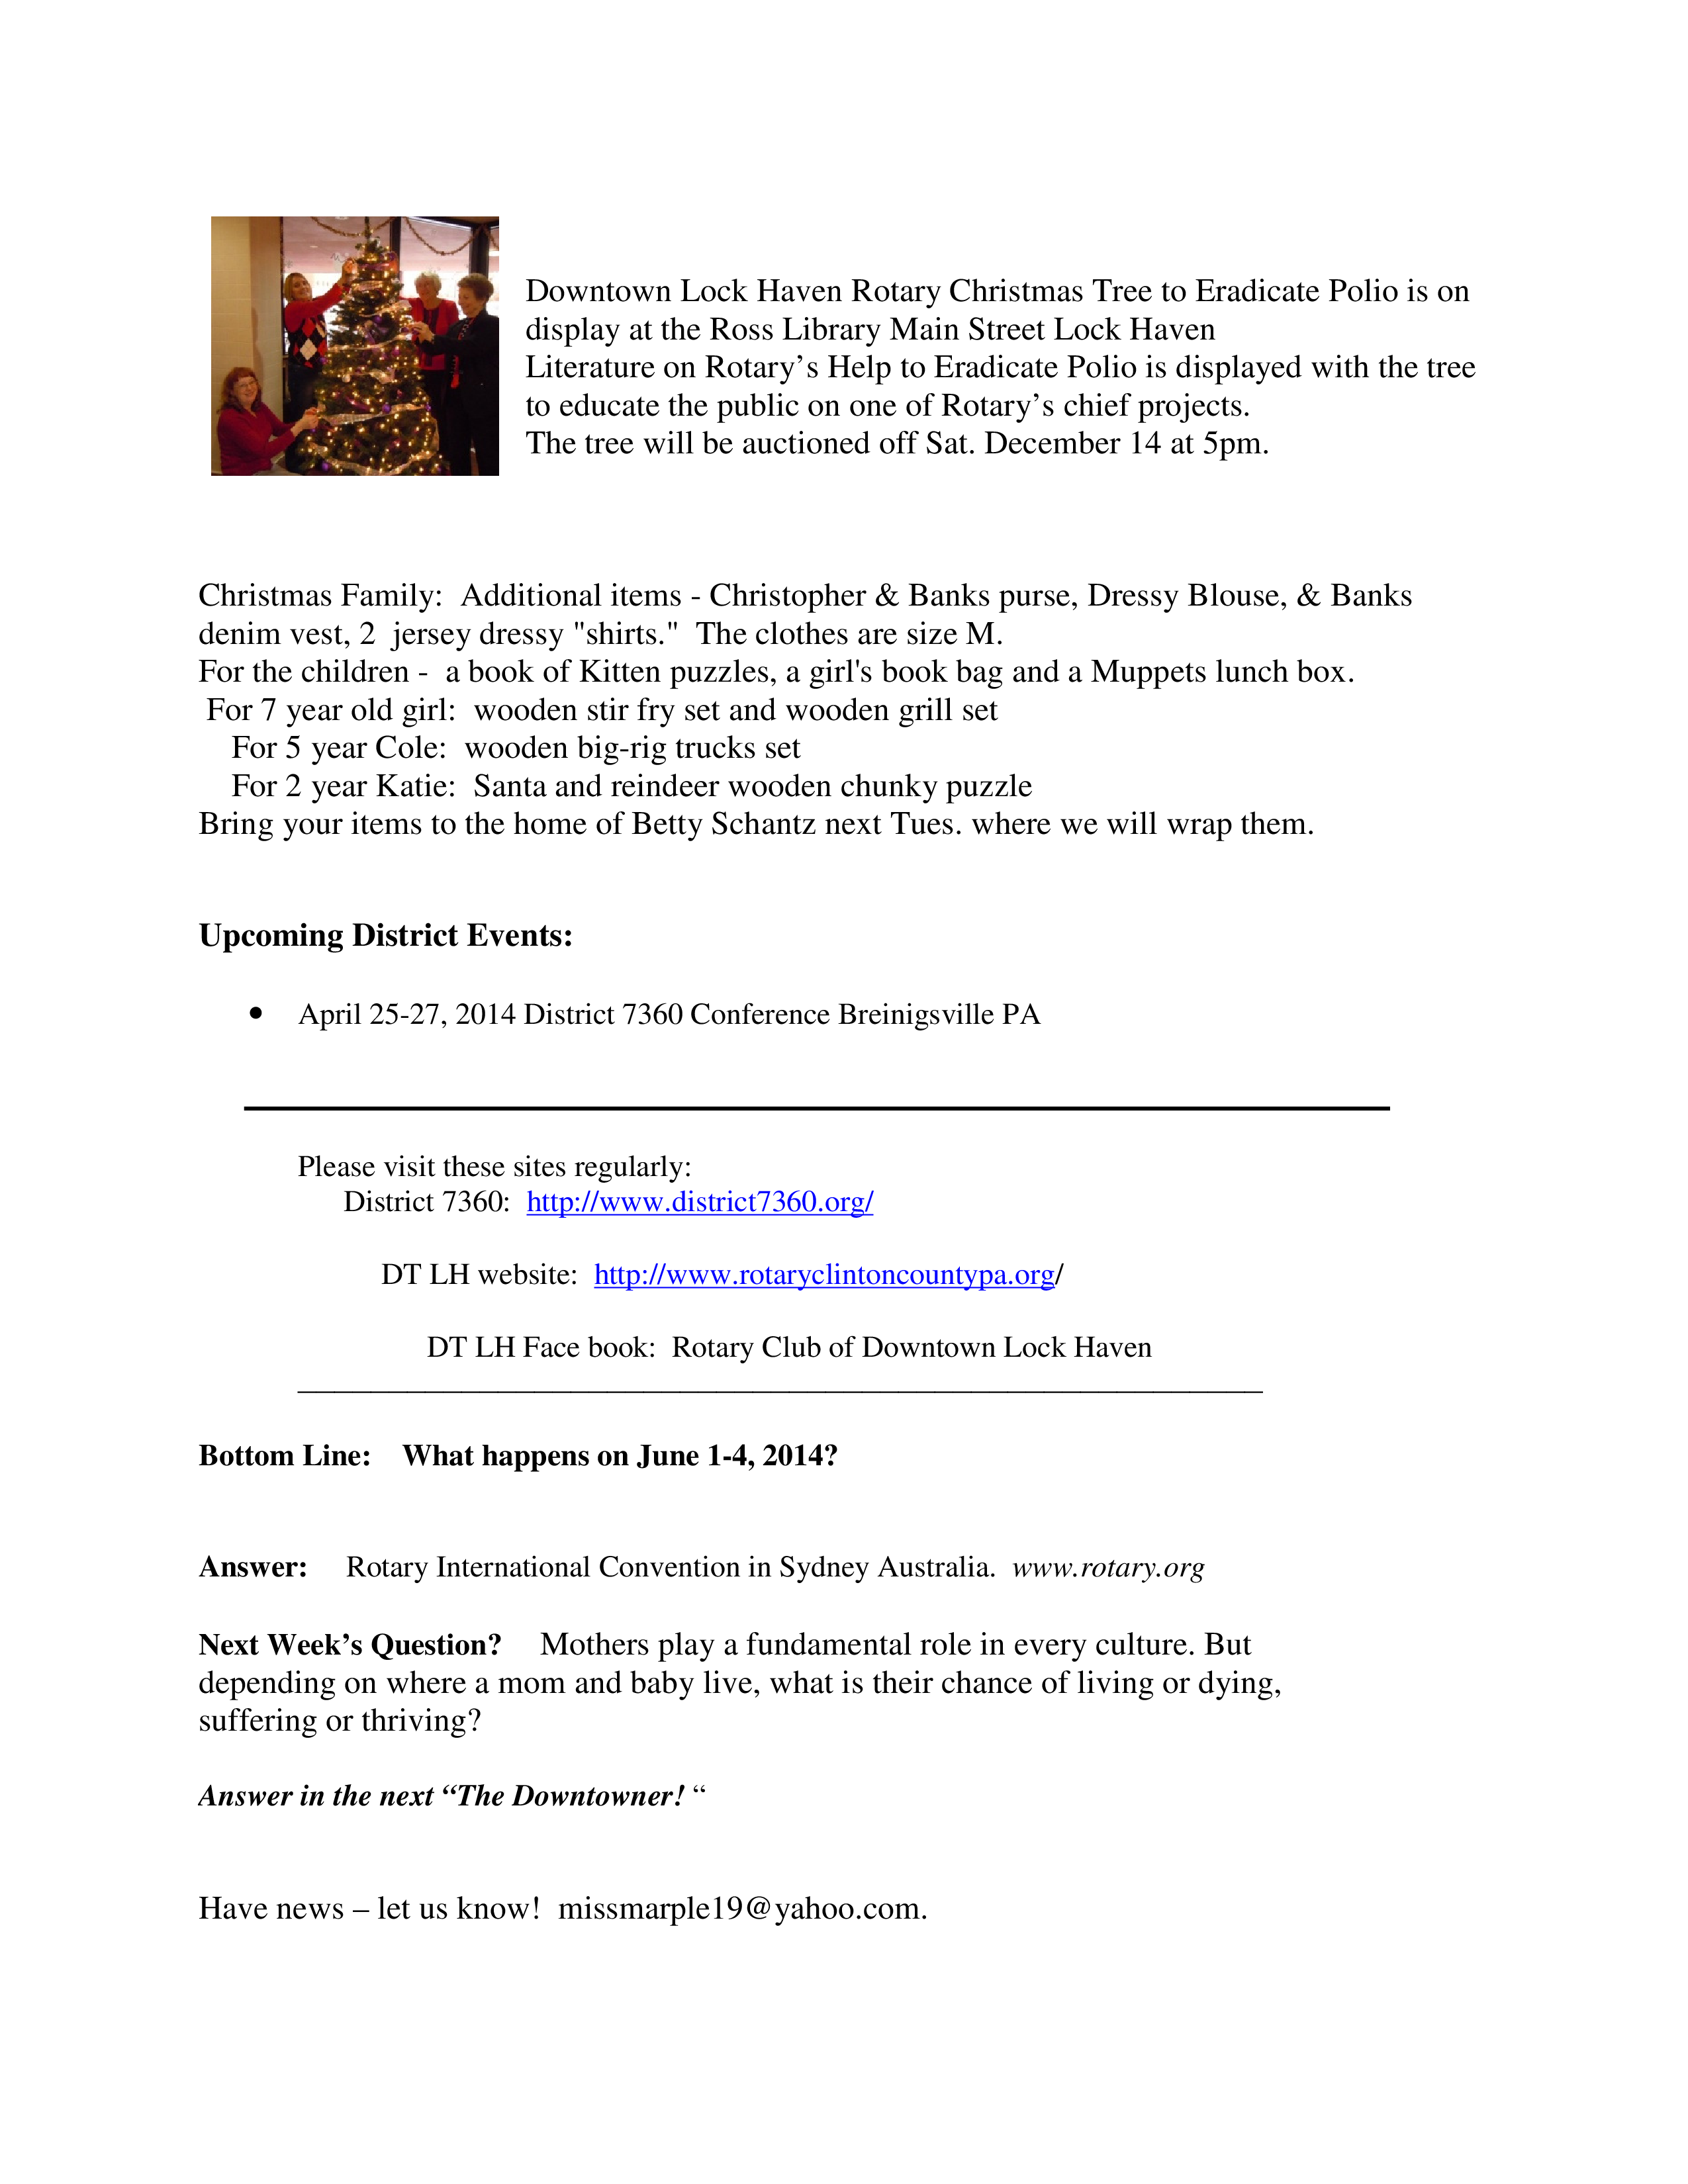 Downtown Lock Haven Rotary Christmas Tree to Eradicate Polio is on
display at the Ross Library Main Street Lock Haven
Literature on Rotary’s Help to Eradicate Polio is displayed with the tree
to educate the public on one of Rotary’s chief projects.
The tree will be auctioned off Sat. December 14 at 5pm.
Christmas Family:  Additional items - Christopher & Banks purse, Dressy Blouse, & Banks
denim vest, 2  jersey dressy "shirts."  The clothes are size M.
For the children -  a book of Kitten puzzles, a girl's book bag and a Muppets lunch box.
For 7 year old girl:  wooden stir fry set and wooden grill set
For 5 year Cole:  wooden big-rig trucks set
For 2 year Katie:  Santa and reindeer wooden chunky puzzle
Bring your items to the home of Betty Schantz next Tues. where we will wrap them.
Upcoming District Events:
• April 25-27, 2014 District 7360 Conference Breinigsville PA
Please visit these sites regularly:
District 7360:  http://www.district7360.org/
DT LH website:  http://www.rotaryclintoncountypa.org/
DT LH Face book:  Rotary Club of Downtown Lock Haven
Bottom Line:    What happens on June 1-4, 2014?
Answer:     Rotary International Convention in Sydney Australia.  www.rotary.org
Next Week’s Question?     Mothers play a fundamental role in every culture. But
depending on where a mom and baby live, what is their chance of living or dying,
suffering or thriving?
Answer in the next “The Downtowner! “
Have news – let us know!  missmarple19@yahoo.com.